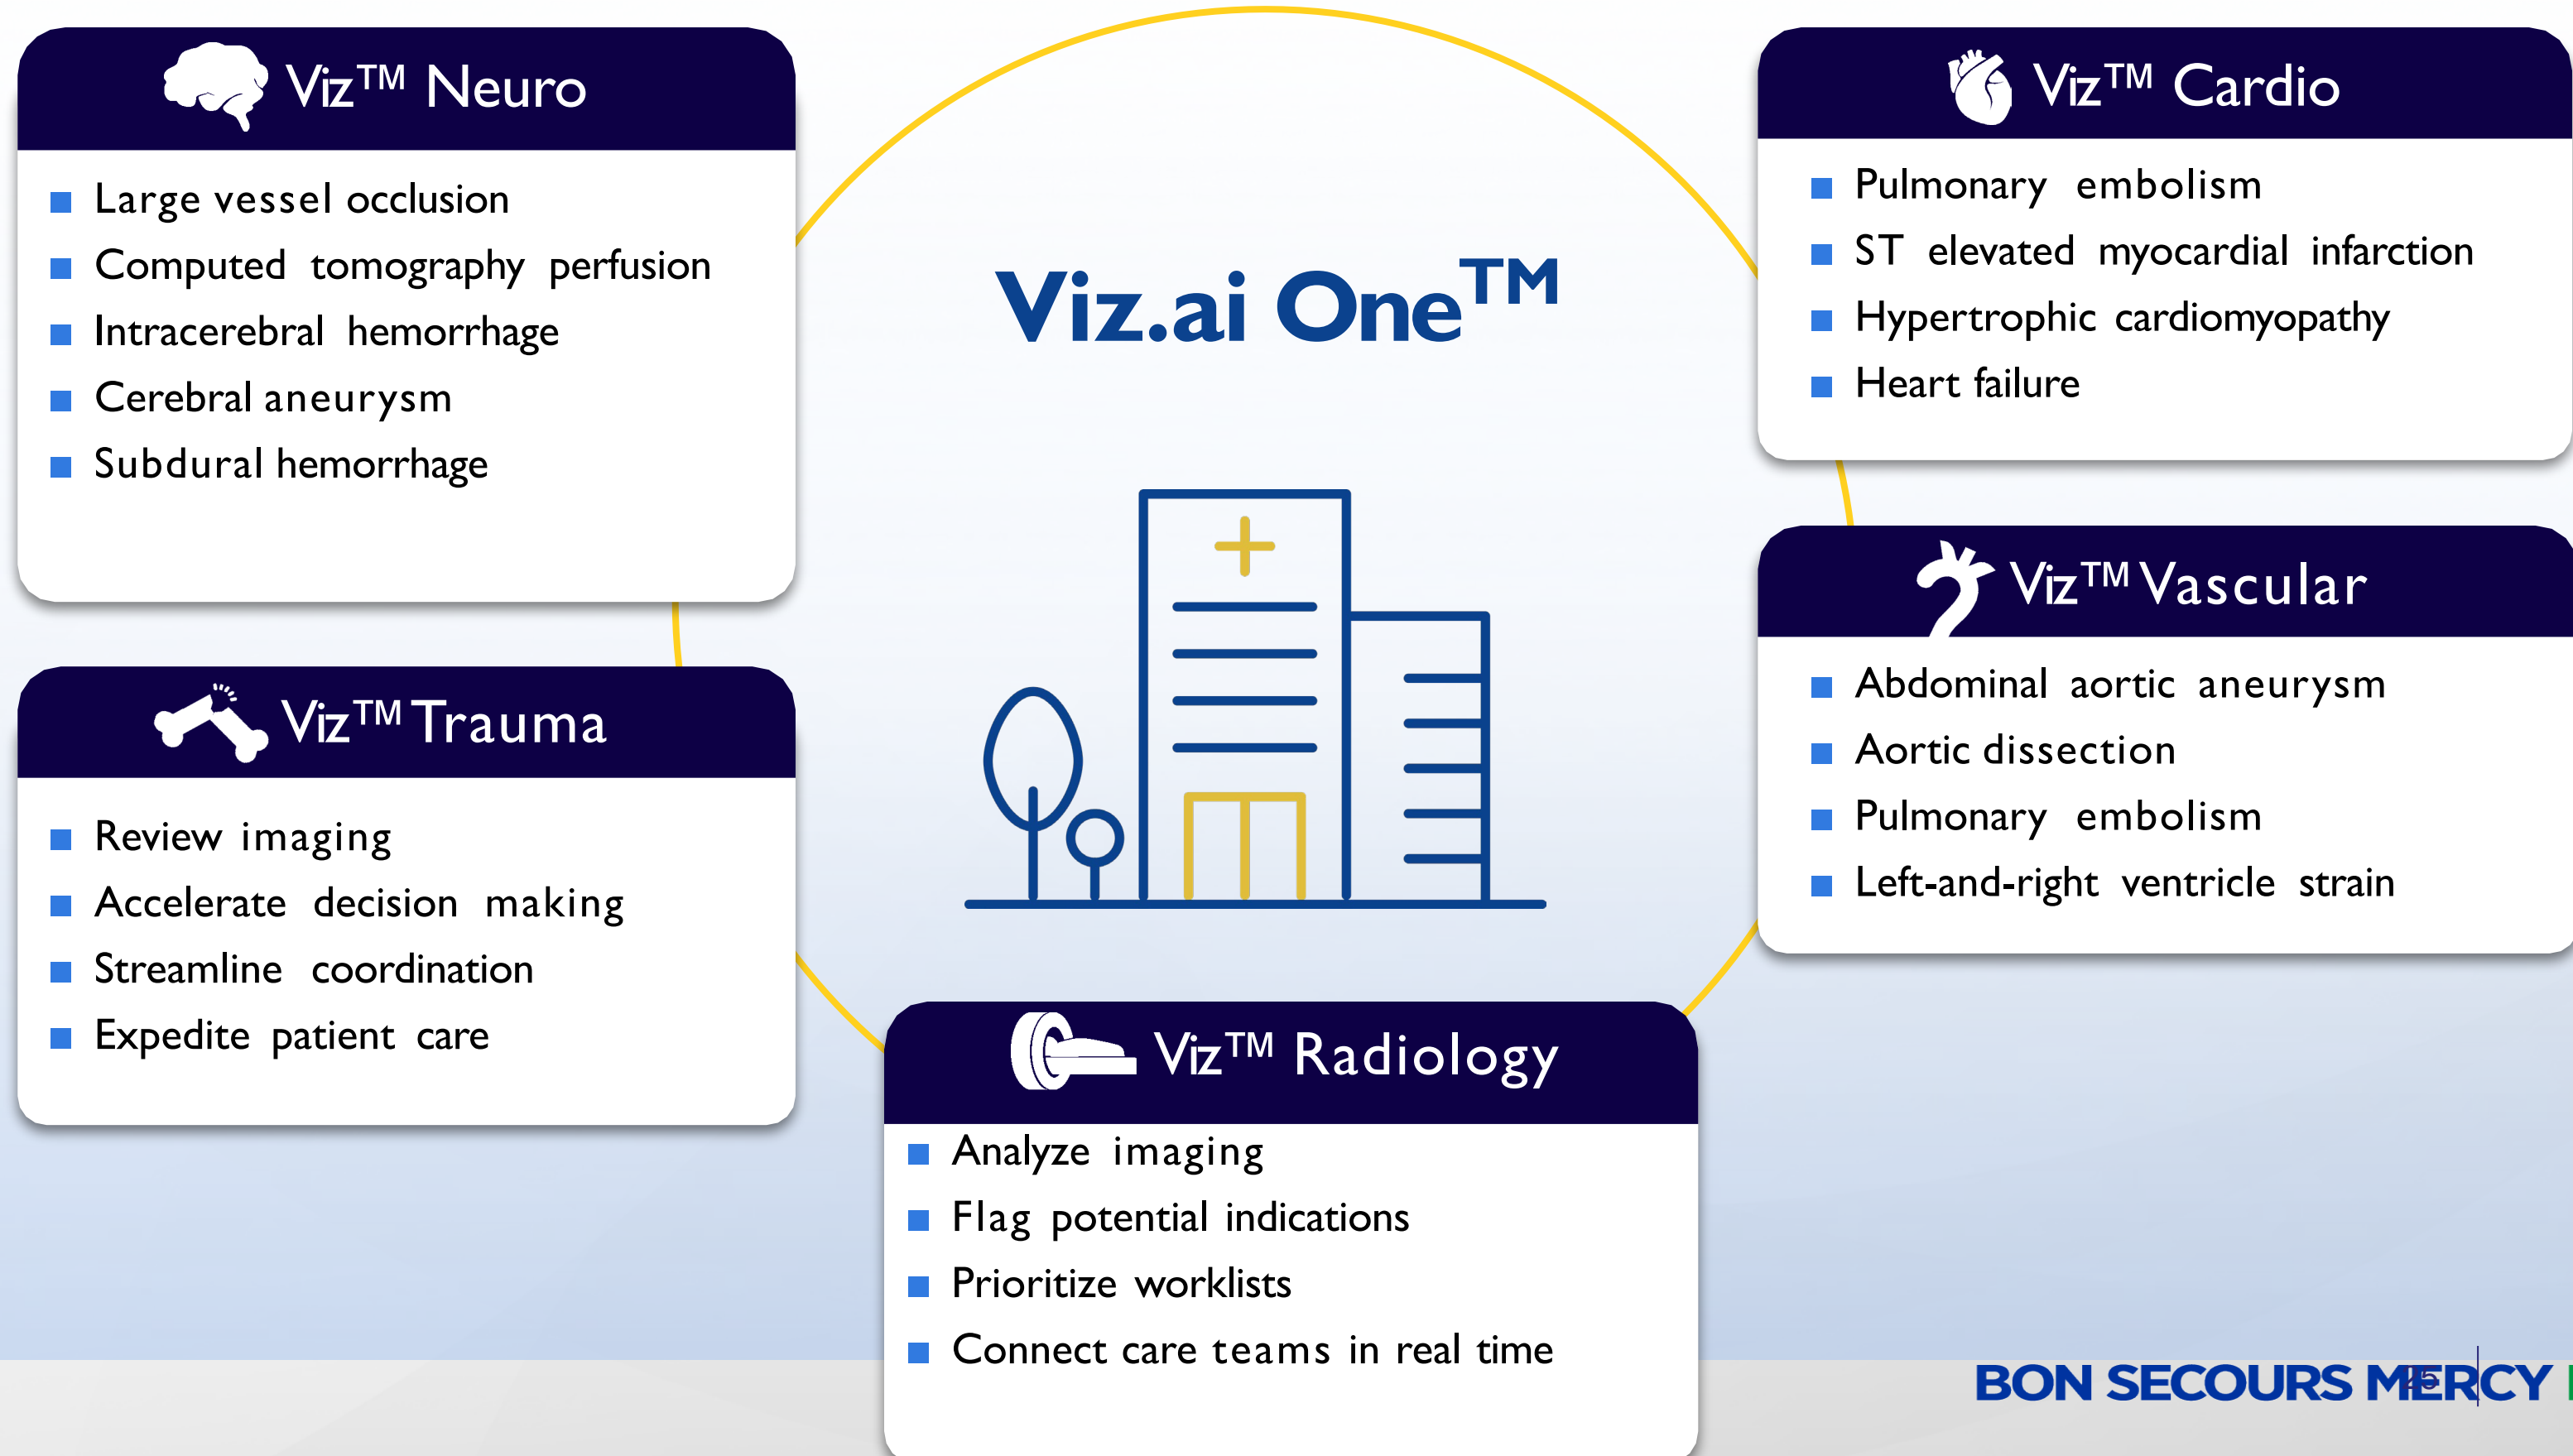 Viz™ Neuro
Large vessel occlusion
Computed tomography perfusion
Intracerebral hemorrhage
Cerebral aneurysm
Subdural hemorrhage
Viz™ Trauma
Review imaging
Accelerate decision making
Streamline coordination
Expedite patient care
Viz.ai One™
Viz™ Radiology
Analyze imaging
Flag potential indications
Prioritize worklists
Connect care teams in real time
Viz™ Cardio
Pulmonary embolism
ST elevated myocardial infarction
Hypertrophic cardiomyopathy
Heart failure
Viz™ Vascular
Abdominal aortic aneurysm
Aortic dissection
Pulmonary embolism
Left-and-right ventricle strain
BON SECOURS MERCY
25